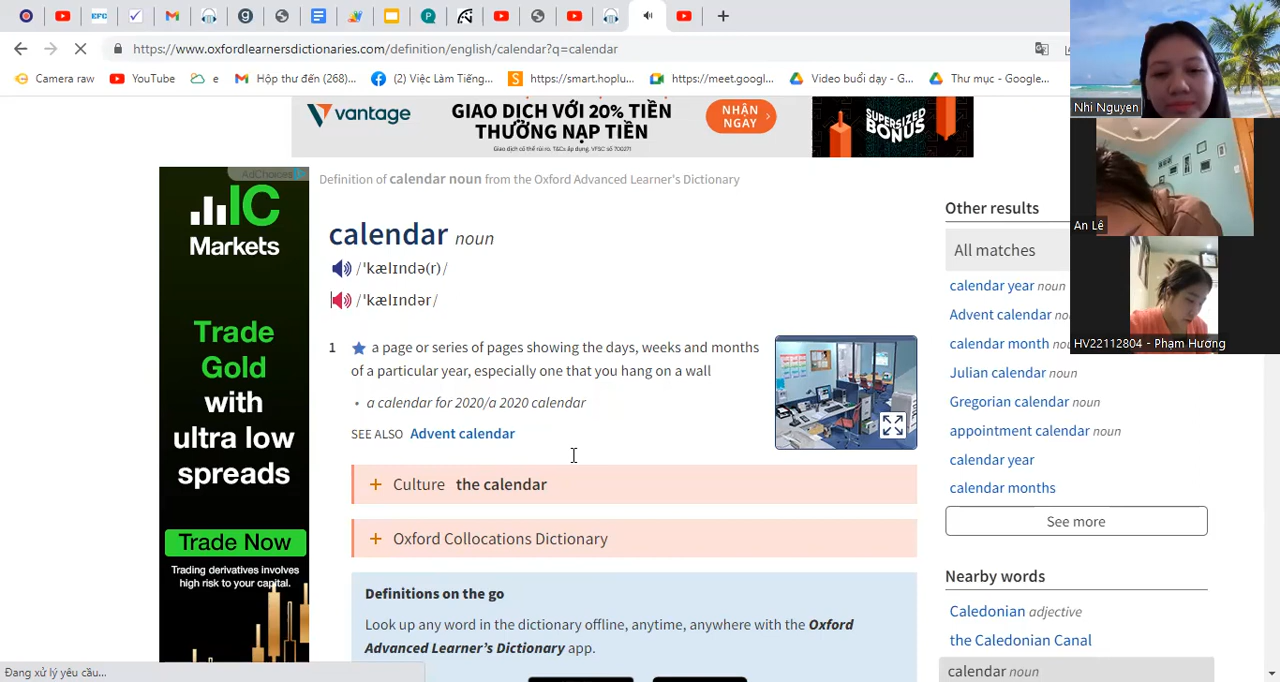 https://www.oxfordlearnersdictionaries.com/definition/english/calendar?q=calendar
Camera raw
YouTube
e
Hộp thư đến (268)...
(2) Việc Làm Tiếng...
https://smart.hoplu...
https://meet.googl...
Video buổi dạy - G...
Thư mục - Google...
Nhi Nguyen
An Lê
HV22112804 - Phạm Hương
vantage
GIAO DỊCH VỚI 20% TIỀN
THƯỞNG NẠP TIỀN
NHẬN
NGAY
SUPERSIZED
BONUS
AdChoices
IC
Markets
Trade
Gold
with
ultra low
spreads
Trade Now
Trading derivatives involves
high risk to your capital.
Definition of calendar noun from the Oxford Advanced Learner's Dictionary
calendar noun
/ˈkælɪndə(r)/
/ˈkælɪndər/
1 a page or series of pages showing the days, weeks and months
of a particular year, especially one that you hang on a wall
• a calendar for 2020/a 2020 calendar
SEE ALSO Advent calendar
+ Culture the calendar
+ Oxford Collocations Dictionary
Definitions on the go
Look up any word in the dictionary offline, anytime, anywhere with the Oxford
Advanced Learner's Dictionary app.
Other results
All matches
calendar year noun
Advent calendar
calendar month
Julian calendar noun
Gregorian calendar noun
appointment calendar noun
calendar year
calendar months
See more
Nearby words
Caledonian adjective
the Caledonian Canal
calendar noun
Đang xử lý yêu cầu...